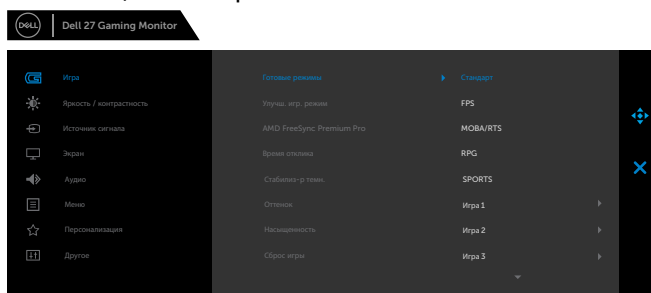 DELL
Dell 27 Gaming Monitor
Игра
Готовые режимы
Стандарт
Яркость / контрастность
Улучш. игр. режим
FPS
Источник сигнала
AMD FreeSync Premium Pro
MOBA/RTS
Экран
Время отклика
RPG
Аудио
Стабилиз-р темн.
SPORTS
Меню
Оттенок
Игра 1
Персонализация
Насыщенность
Игра 2
Другое
Сброс игры
Игра 3